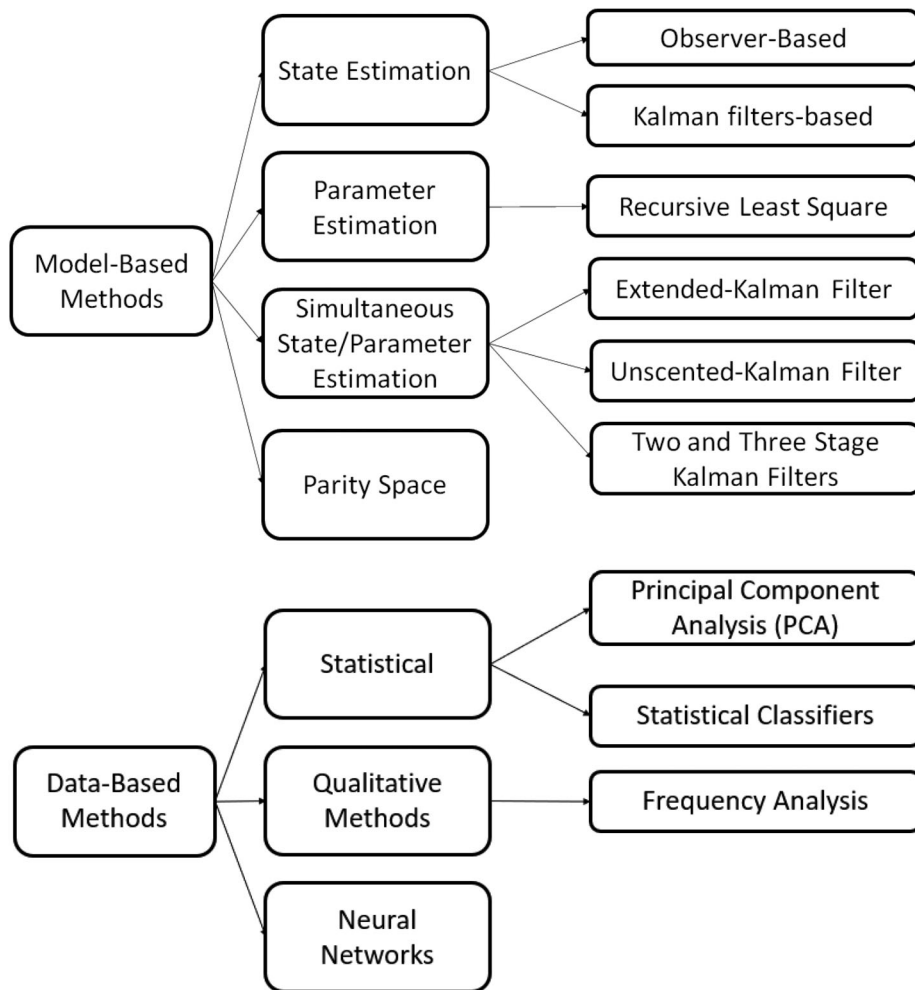 State Estimation
Observer-Based
Kalman filters-based
Parameter
Estimation
Recursive Least Square
Model-Based
Methods
Simultaneous
State/Parameter
Estimation
Extended-Kalman Filter
Unscented-Kalman Filter
Two and Three Stage
Kalman Filters
Parity Space
Statistical
Principal Component
Analysis (PCA)
Statistical Classifiers
Data-Based
Methods
Qualitative
Methods
Frequency Analysis
Neural
Networks